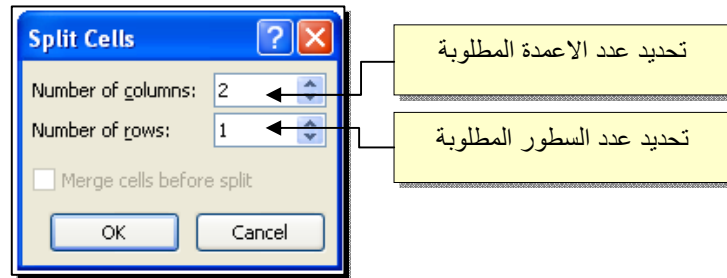 Split Cells
تحديد عدد الاعمدة المطلوبة
Number of columns: 2
Number of rows: 1
تحديد عدد السطور المطلوبة
Merge cells before split
OK Cancel